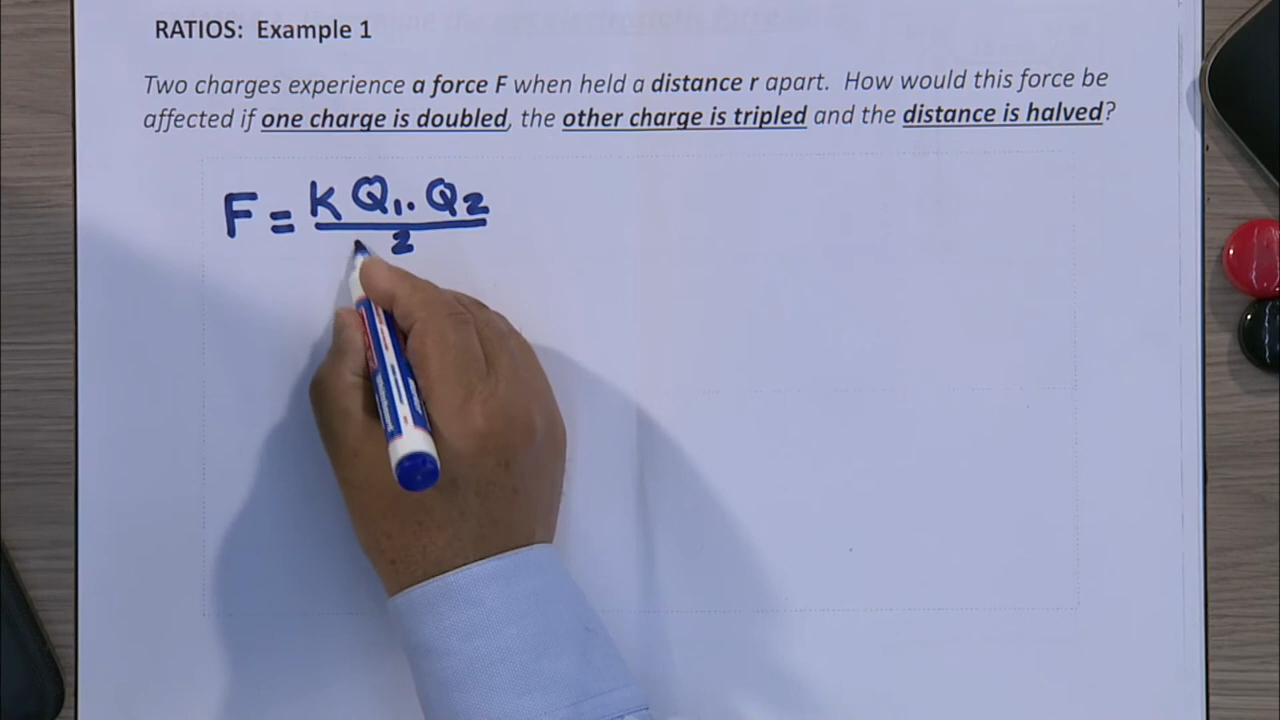 RATIOS: Example 1
Two charges experience a force F when held a distance r apart. How would this force be
affected if one charge is doubled, the other charge is tripled and the distance is halved?
F = K Q1. Q2
2